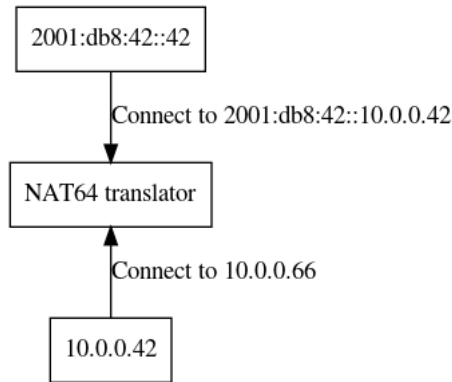 2001:db8:42::42
Connect to 2001:db8:42::10.0.0.42
NAT64 translator
Connect to 10.0.0.66
10.0.0.42